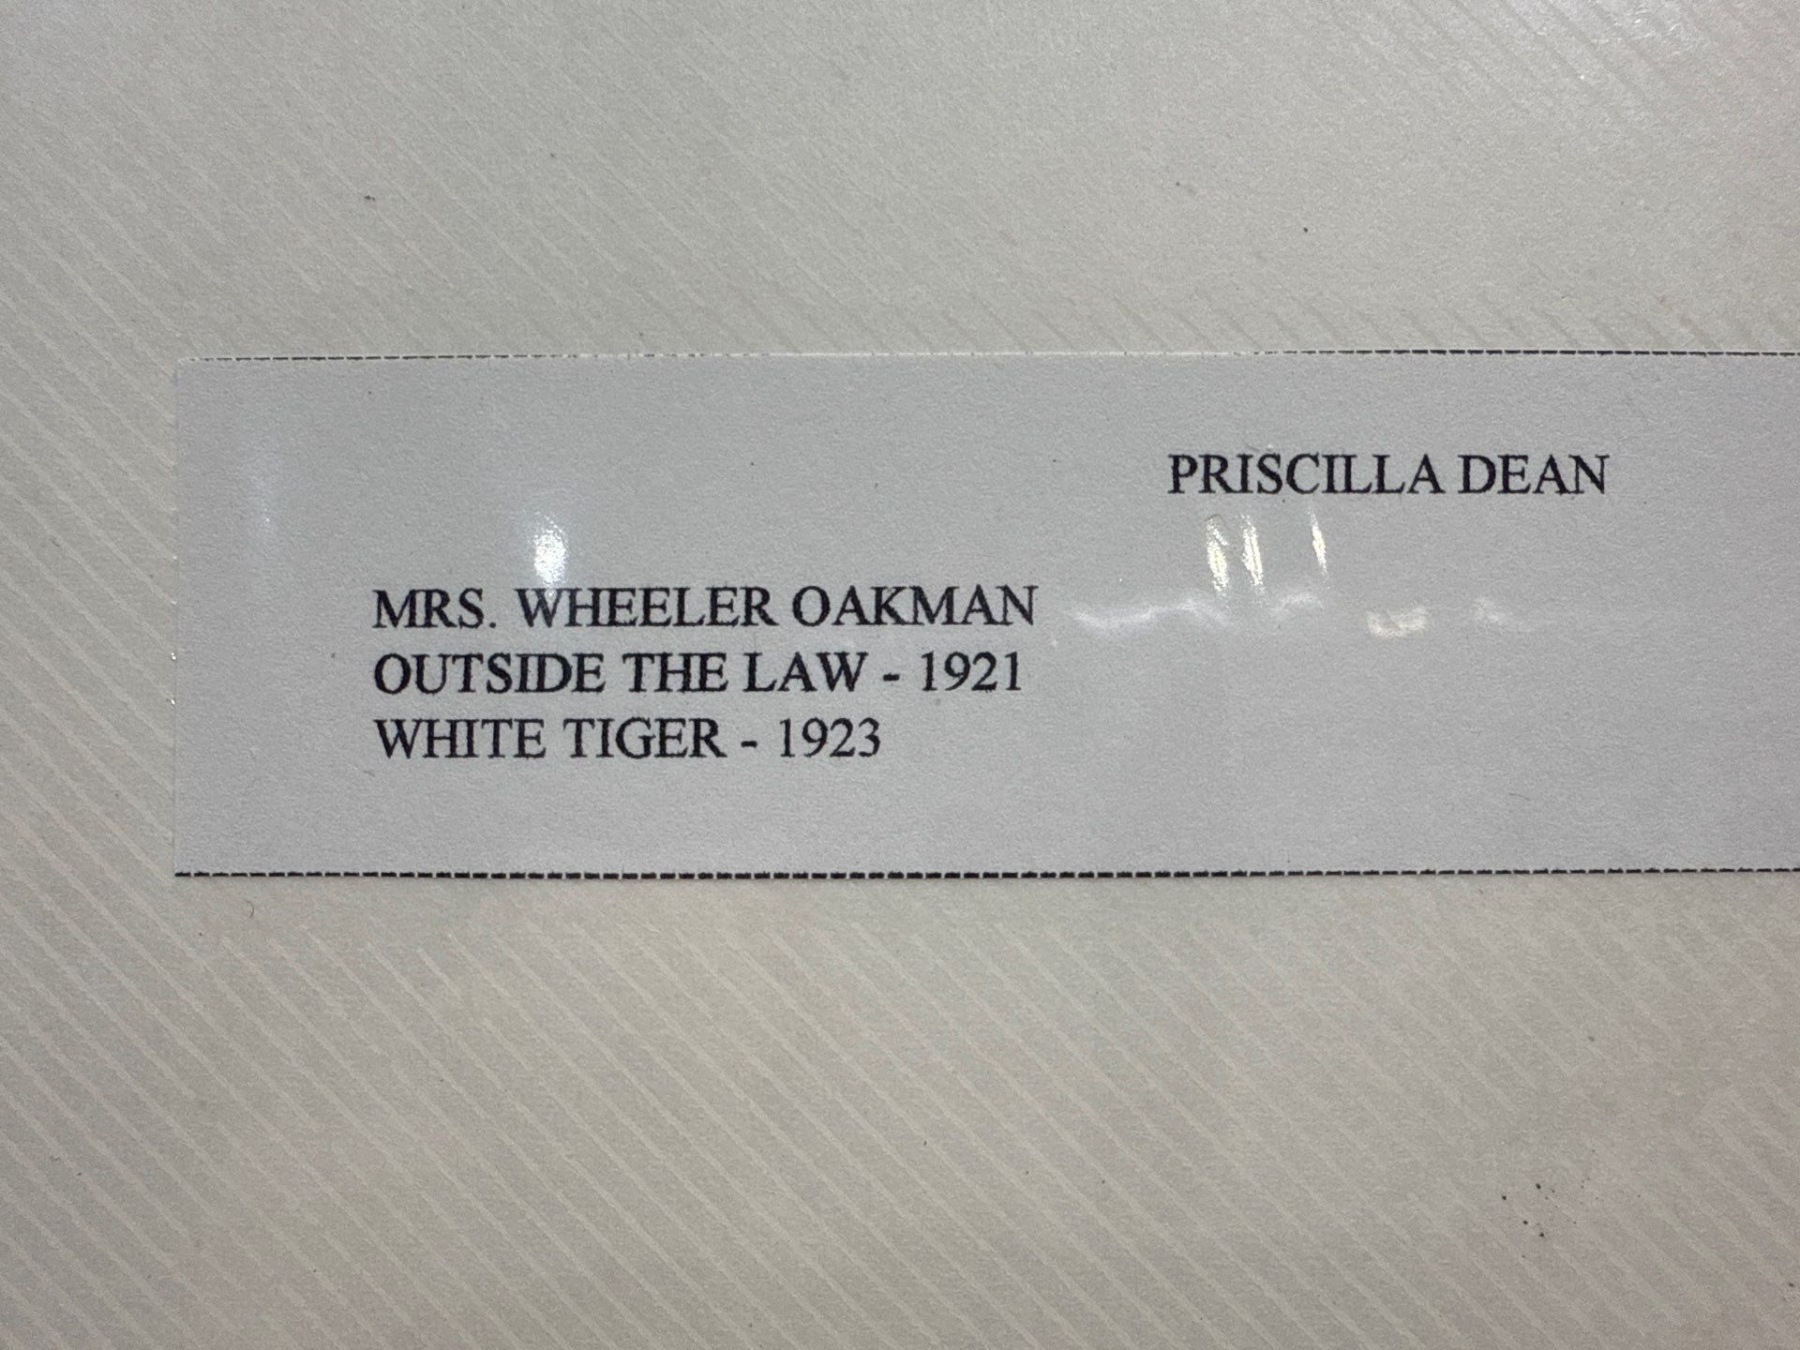 PRISCILLA DEAN
MRS. WHEELER OAKMAN
OUTSIDE THE LAW - 1921
WHITE TIGER - 1923